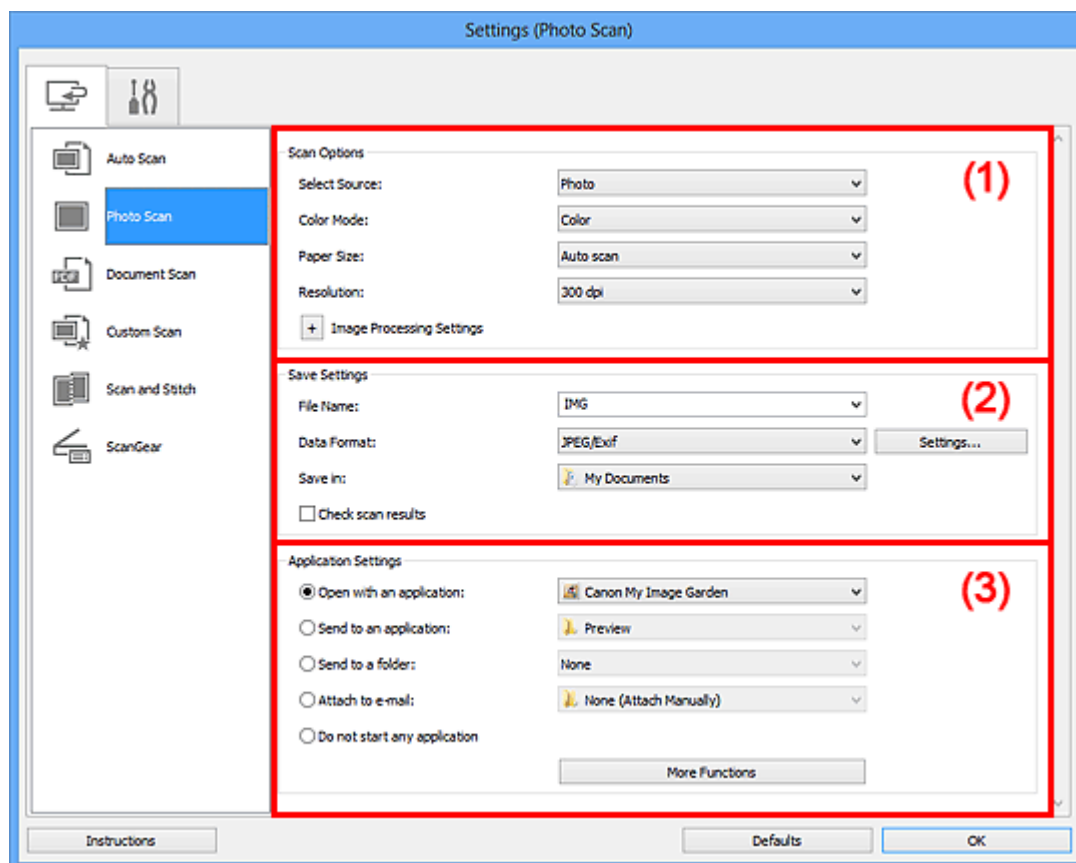 Settings (Photo Scan)
Auto Scan
Photo Scan
Document Scan
Custom Scan
Scan and Stitch
ScanGear
Scan Options
(1)
Select Source: Photo
Color Mode: Color
Paper Size: Auto scan
Resolution: 300 dpi
+ Image Processing Settings
Save Settings
(2)
File Name: IMG
Data Format: JPEG/Exif Settings...
Save in: My Documents
Check scan results
Application Settings
(3)
Open with an application: Canon My Image Garden
Send to an application: Preview
Send to a folder: None
Attach to e-mail: None (Attach Manually)
Do not start any application
More Functions
Instructions Defaults OK